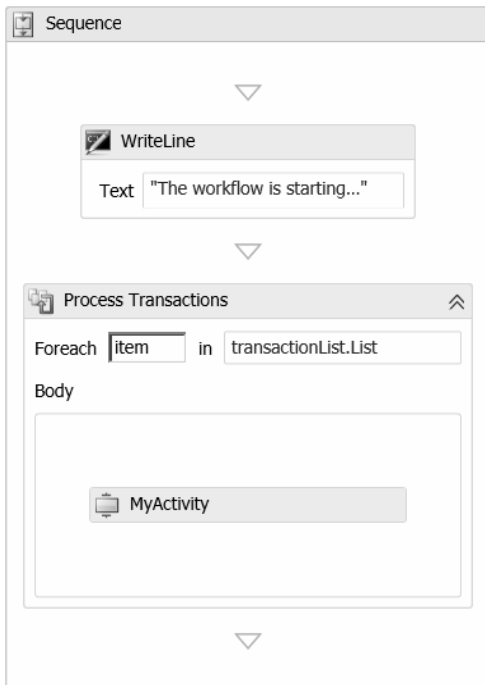 Sequence
WriteLine
Text "The workflow is starting..."
Process Transactions
Foreach item in transactionList.List
Body
MyActivity